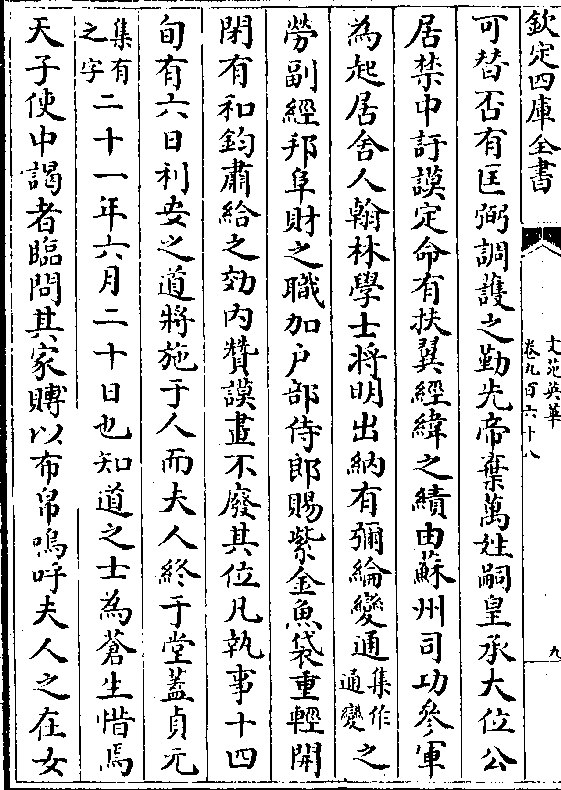 欽定四庫全書
文苑英華
卷九百六十八
九
可替否有匡弼調護之勤先帝棄萬姓嗣皇承大位公
居禁中訏謨定命有扶翼經緯之績由蘇州司功參軍
為起居舍人翰林學士將明出納有彌綸變通集作通變之
勞副經邦阜財之職加户部侍郎賜紫金魚袋重輕開
閉有和鈞肅給之効内贊謨畫不廢其位凡執事十四
旬有六日利安之道將施于人而夫人終于堂蓋貞元
集有之字二十一年六月二十日也知道之士為蒼生惜焉
天子使中謁者臨問其家賻以布帛嗚呼夫人之在女